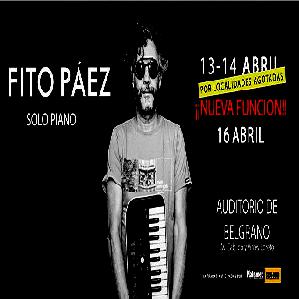 FITO PÁEZ
SOLO PIANO
13-14 ABRIL
POR LOCALIDADES AGOTADAS
¡¡NUEVA FUNCION!!
16 ABRIL
AUDITORIO DE
BELGRANO